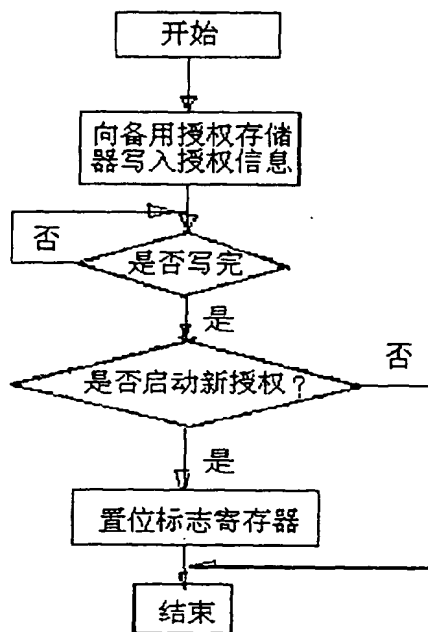 开始
向备用授权存储
器写入授权信息
否
是否写完
是
否
是否启动新授权?
是
置位标志寄存器
结束